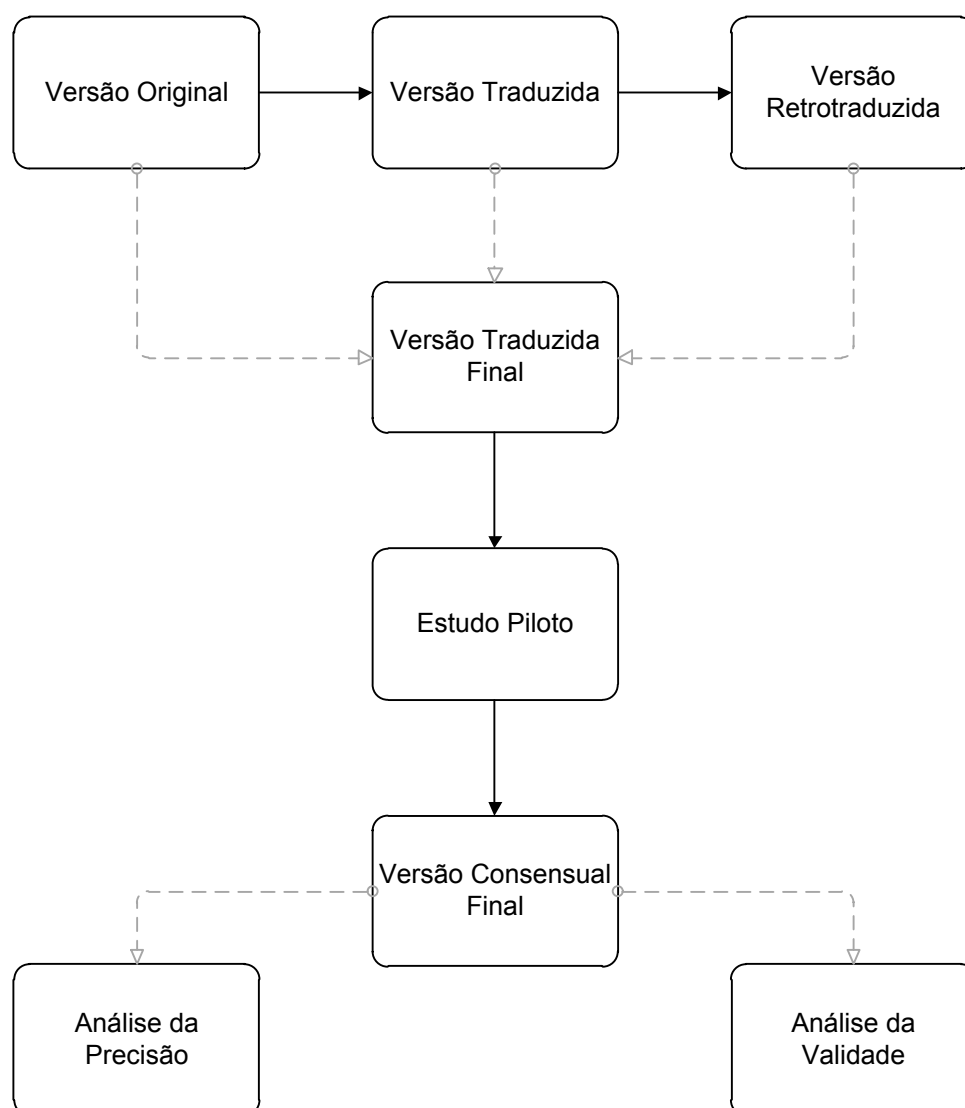 Versão Original
Versão Traduzida
Versão
Retrotraduzida
Versão Traduzida
Final
Estudo Piloto
Versão Consensual
Final
Análise da
Precisão
Análise da
Validade